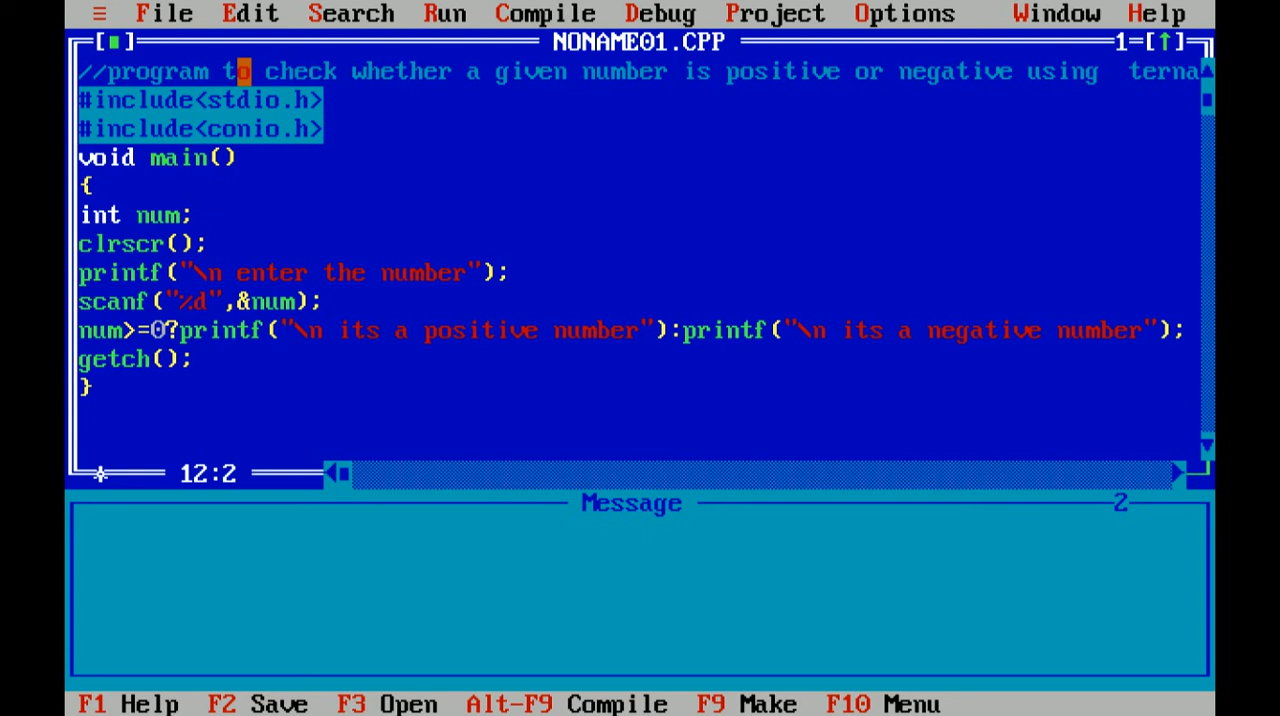 ≡ File Edit Search Run Compile Debug Project Options Window Help
[■] NONAME01.CPP 1=[↑]
//program to check whether a given number is positive or negative using  terna
#include<stdio.h>
#include<conio.h>
void main()
{
int num;
clrscr();
printf("\n enter the number");
scanf("%d",&num);
num>=0?printf("\n its a positive number"):printf("\n its a negative number");
getch();
}
12:2
Message 2
F1 Help F2 Save F3 Open Alt-F9 Compile F9 Make F10 Menu